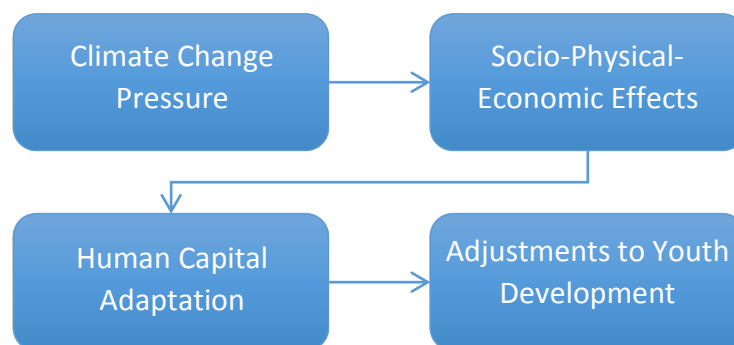 Climate Change
Pressure
Socio-Physical-
Economic Effects
Human Capital
Adaptation
Adjustments to Youth
Development